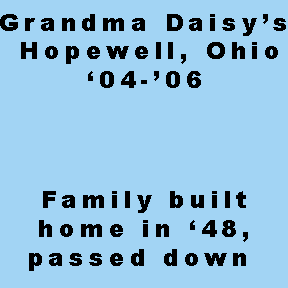 Grandma Daisy’s
Hopewell, Ohio
‘04-’06
Family built
home in ‘48,
passed down